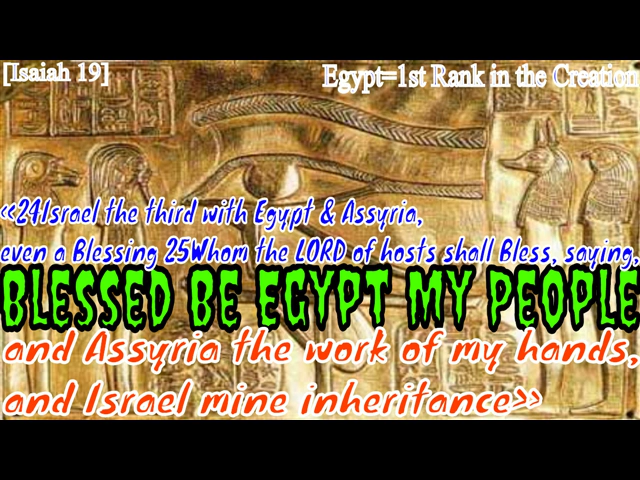 [Isaiah 19]
Egypt=1st Rank in the Creation
«24Israel the third with Egypt & Assyria,
even a Blessing 25Whom the LORD of hosts shall Bless, saying,
BLESSED BE EGYPT MY PEOPLE
and Assyria the work of my hands,
and Israel mine inheritance»